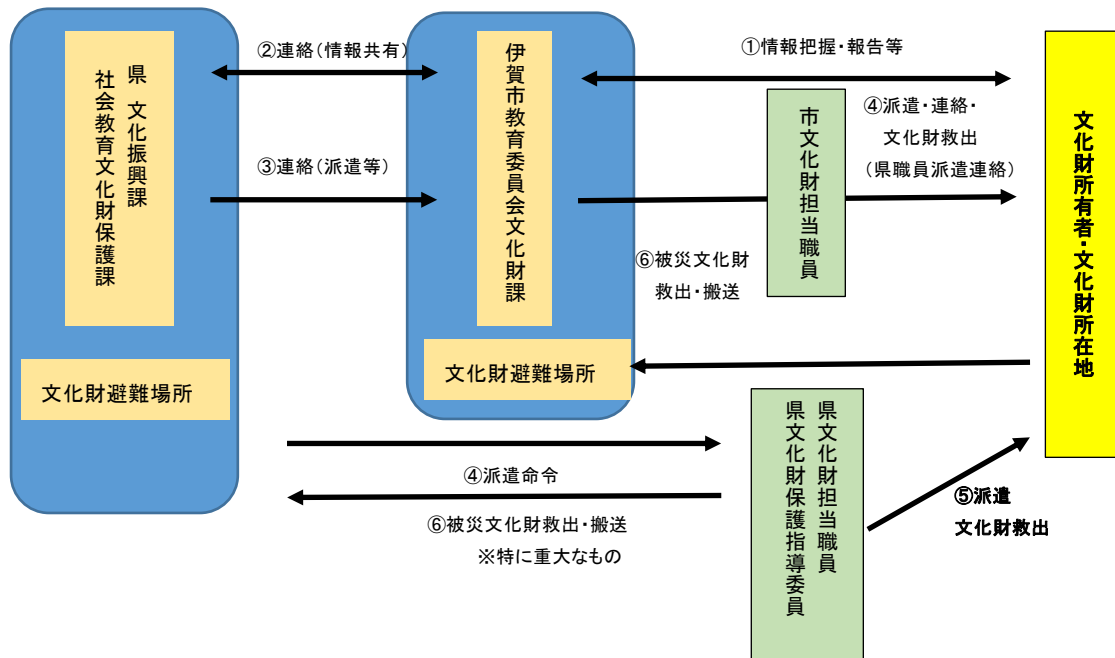 県 文化振興課
社会教育文化財保護課
文化財避難場所
②連絡(情報共有)
③連絡(派遣等)
伊賀市教育委員会文化財課
文化財避難場所
①情報把握・報告等
市文化財担当職員
④派遣・連絡・
文化財救出
(県職員派遣連絡)
⑥被災文化財
救出・搬送
文化財所有者・文化財所在地
④派遣命令
⑥被災文化財救出・搬送
※特に重大なもの
県文化財担当職員
県文化財保護指導委員
⑤派遣
文化財救出